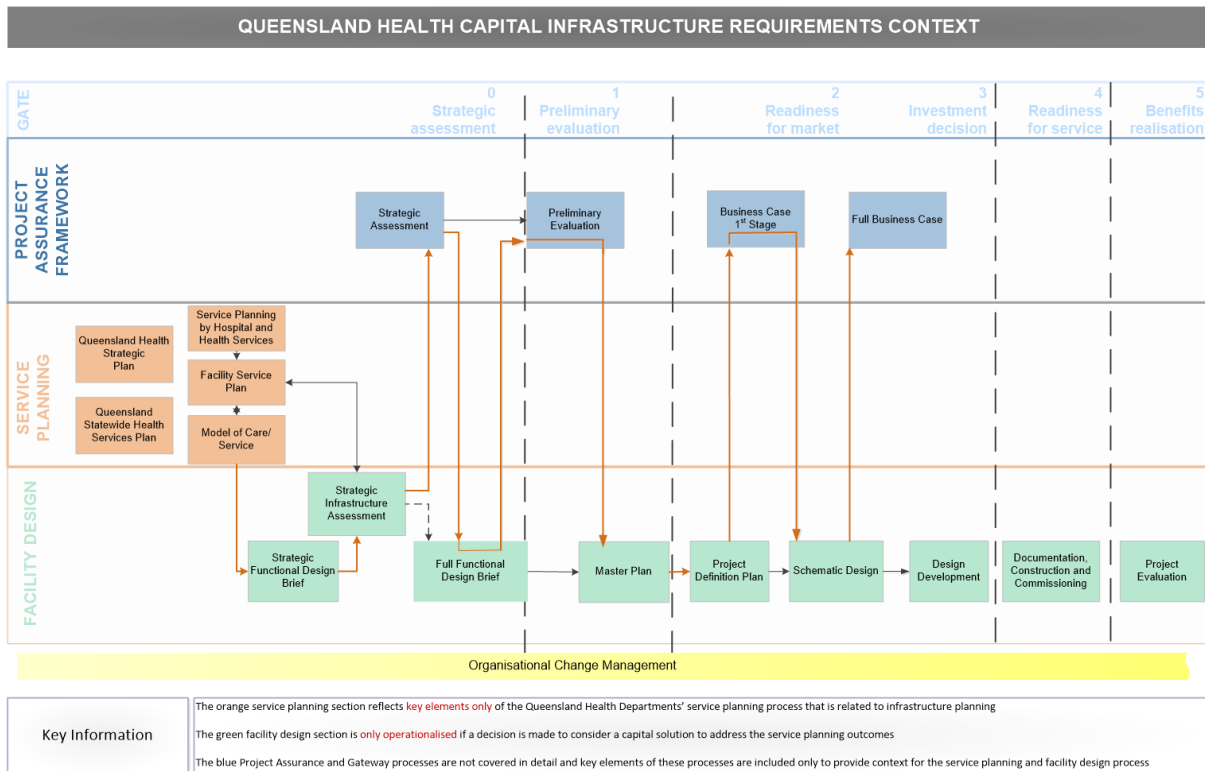 QUEENSLAND HEALTH CAPITAL INFRASTRUCTURE REQUIREMENTS CONTEXT
GATE
0
Strategic
assessment
1
Preliminary
evaluation
2
Readiness
for market
3
Investment
decision
4
Readiness
for service
5
Benefits
realisation
PROJECT
ASSURANCE
FRAMEWORK
Strategic
Assessment
Preliminary
Evaluation
Business Case
1st Stage
Full Business Case
SERVICE
PLANNING
Queensland Health
Strategic
Plan
Queensland
Statewide Health
Services Plan
Service Planning
by Hospital and
Health Services
Facility Service
Plan
Model of Care/
Service
FACILITY DESIGN
Strategic
Infrastructure
Assessment
Strategic
Functional Design
Brief
Full Functional
Design Brief
Master Plan
Project
Definition Plan
Schematic Design
Design
Development
Documentation,
Construction and
Commissioning
Project
Evaluation
Organisational Change Management
Key Information
The orange service planning section reflects key elements only of the Queensland Health Departments' service planning process that is related to infrastructure planning
The green facility design section is only operationalised if a decision is made to consider a capital solution to address the service planning outcomes
The blue Project Assurance and Gateway processes are not covered in detail and key elements of these processes are included only to provide context for the service planning and facility design process